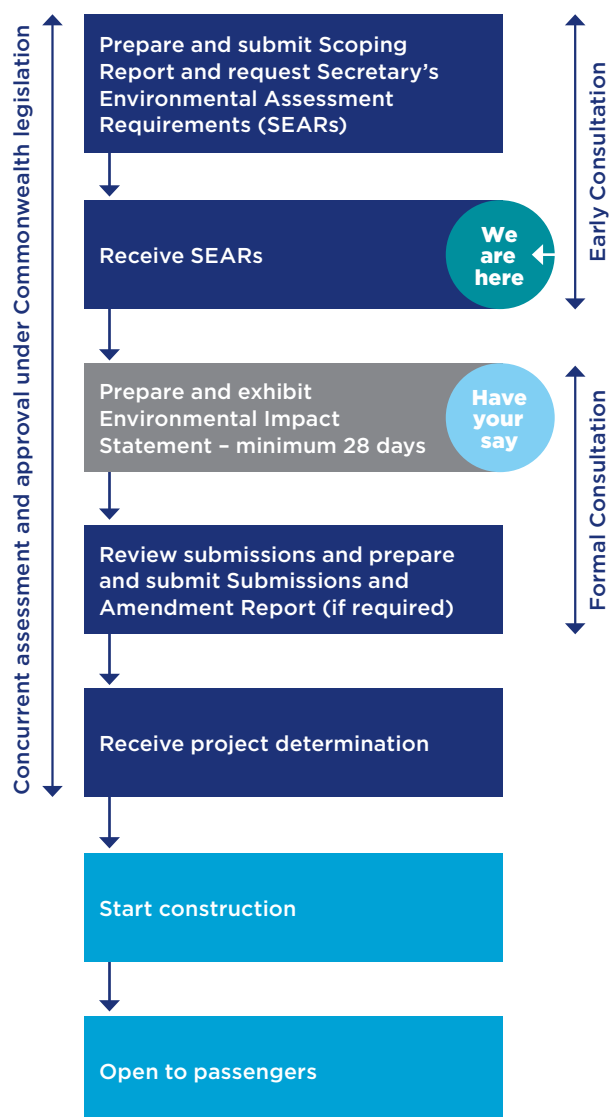 Concurrent assessment and approval under Commonwealth legislation
Prepare and submit Scoping
Report and request Secretary's
Environmental Assessment
Requirements (SEARs)
Early Consultation
Receive SEARs
We
are
here
Prepare and exhibit
Environmental Impact
Statement – minimum 28 days
Have
your
say
Formal Consultation
Review submissions and prepare
and submit Submissions and
Amendment Report (if required)
Receive project determination
Start construction
Open to passengers